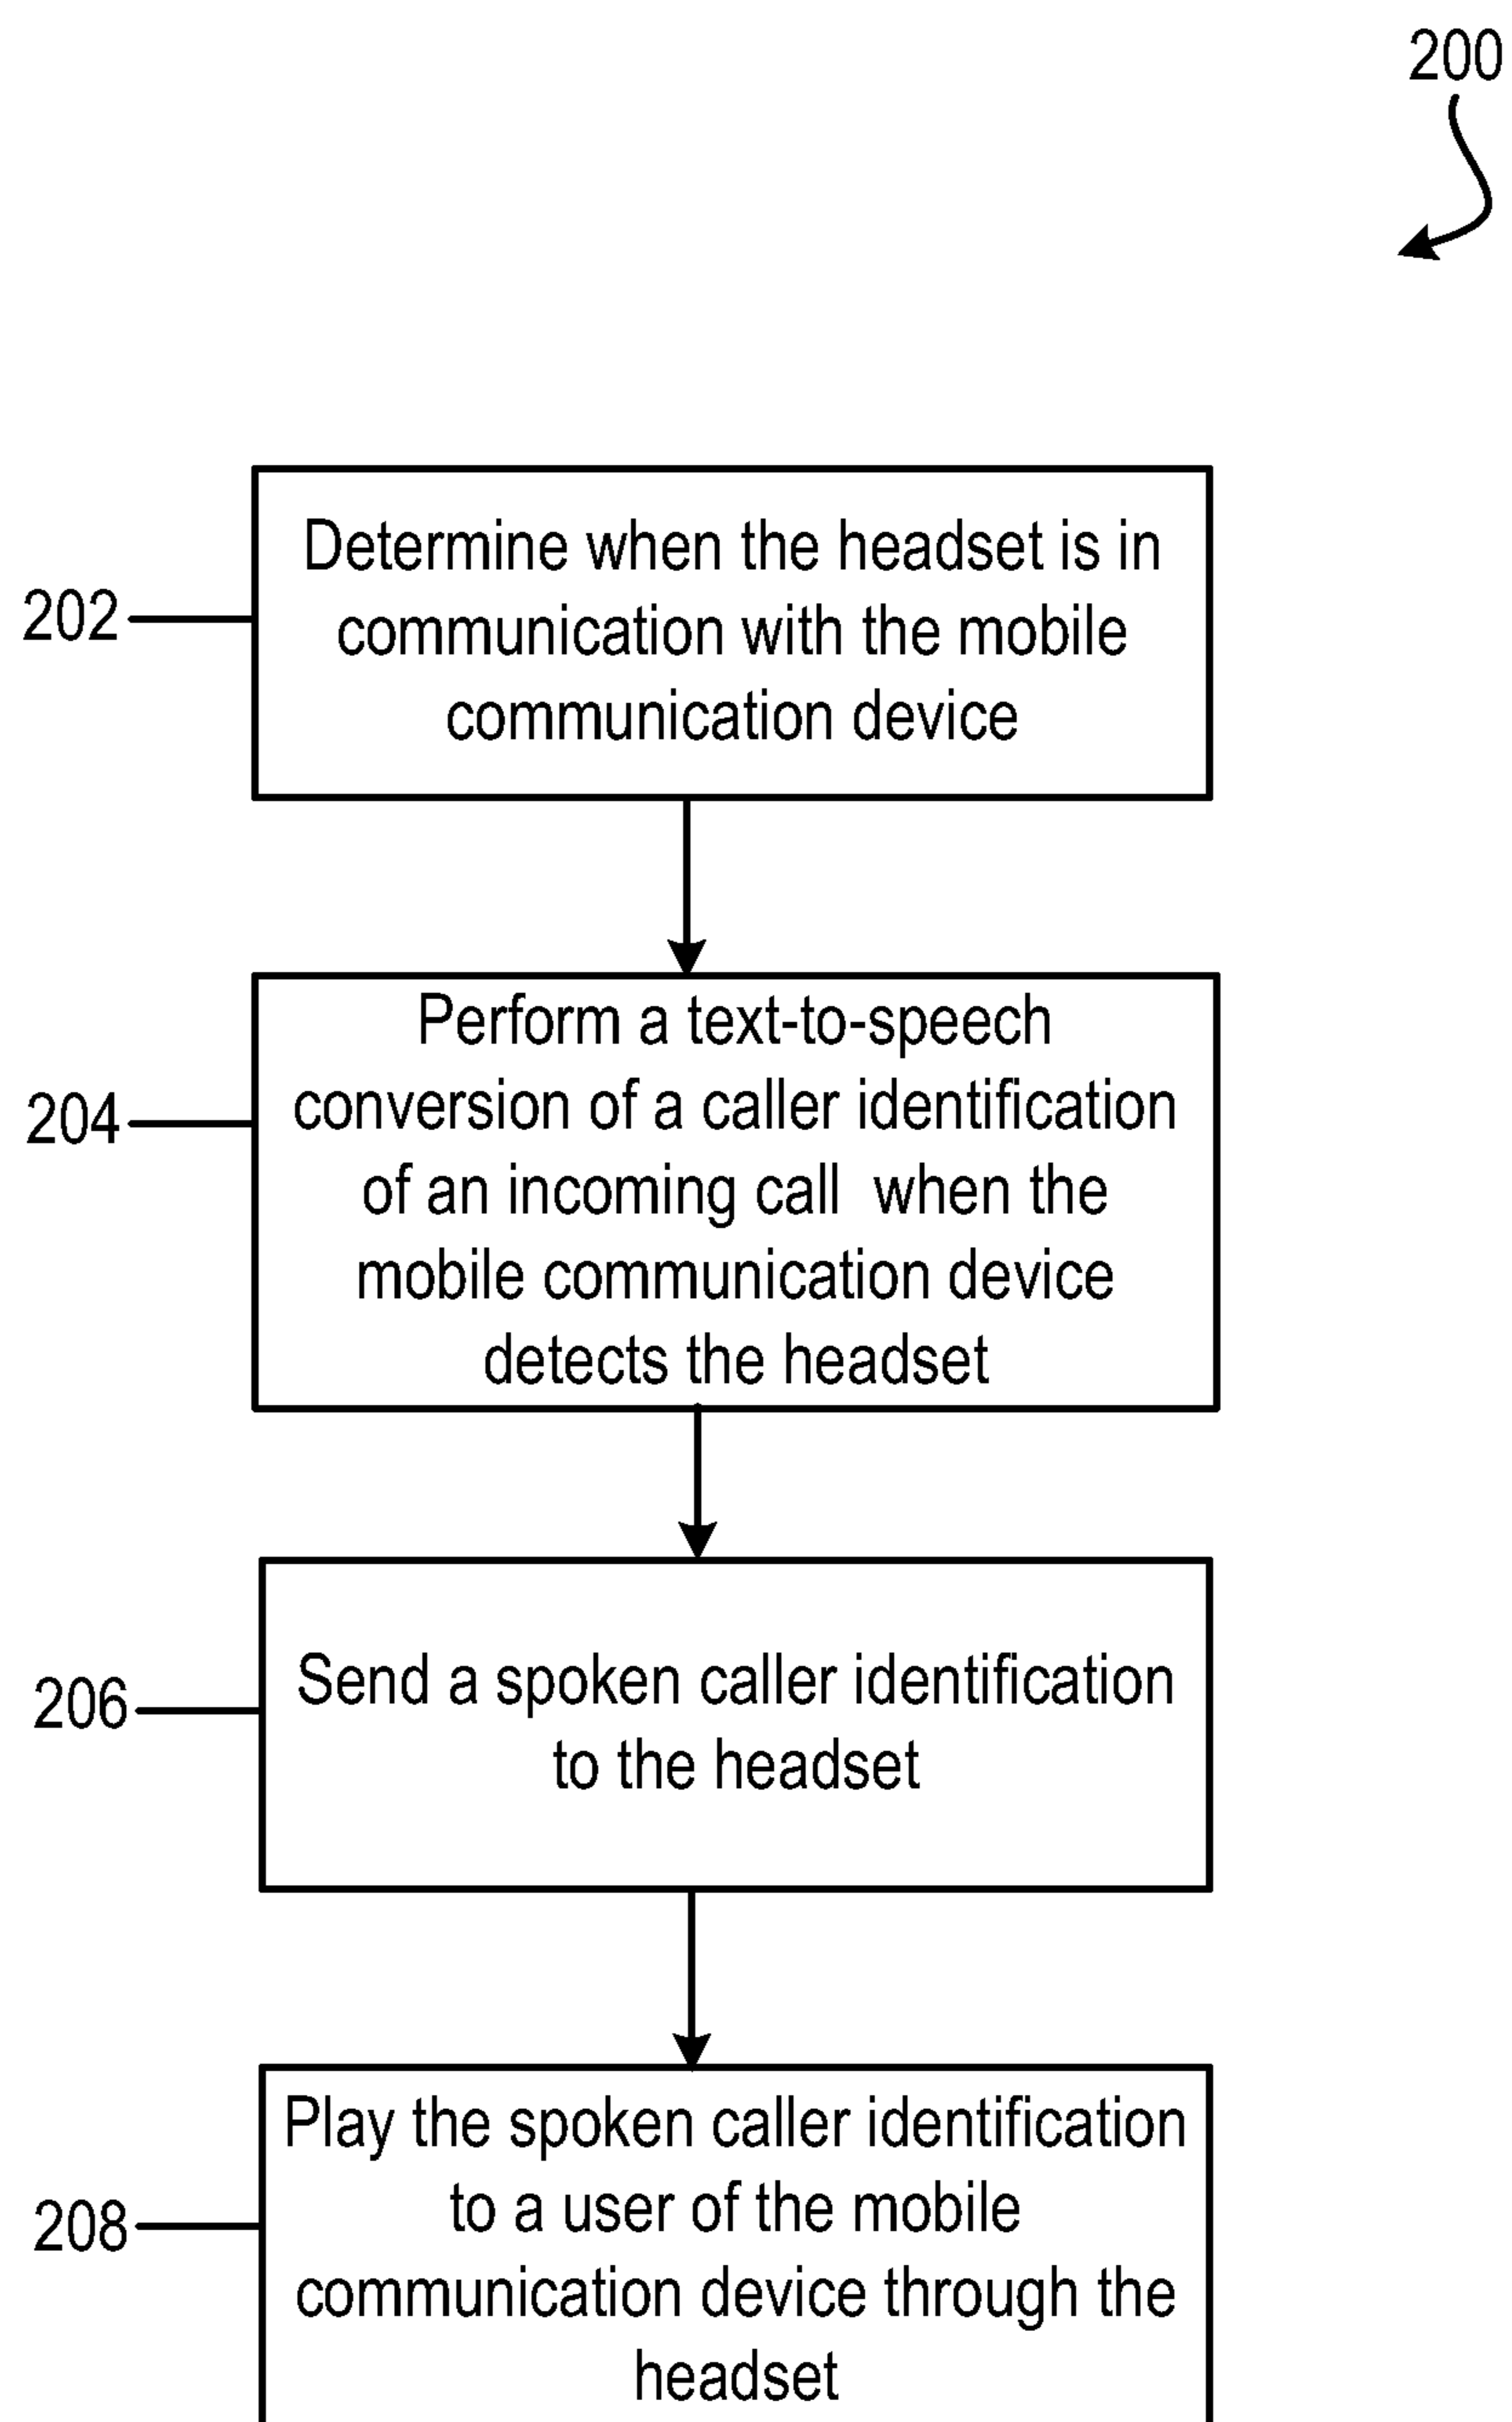 200
202
Determine when the headset is in
communication with the mobile
communication device
204
Perform a text-to-speech
conversion of a caller identification
of an incoming call  when the
mobile communication device
detects the headset
206
Send a spoken caller identification
to the headset
208
Play the spoken caller identification
to a user of the mobile
communication device through the
headset